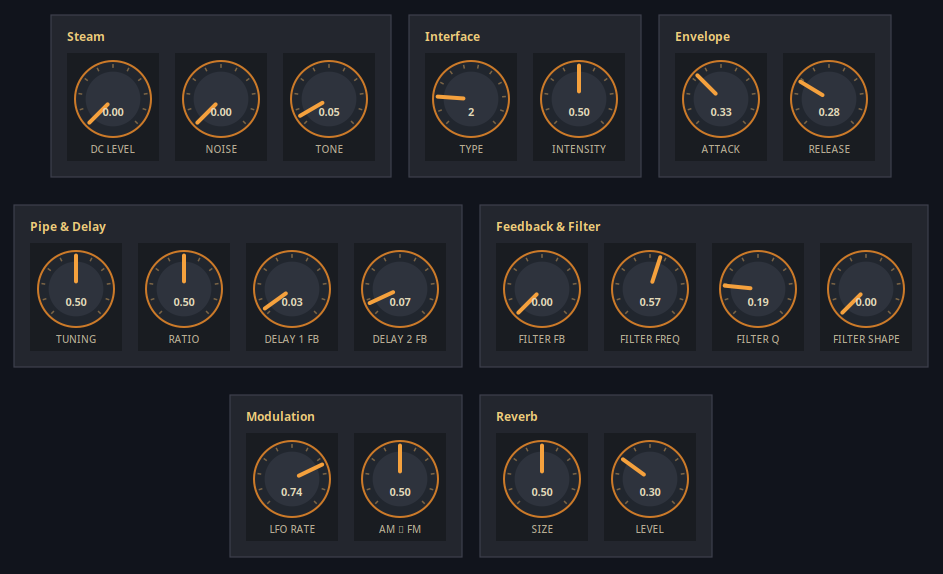 Steam
0.00
DC LEVEL
0.00
NOISE
0.05
TONE
Interface
2
TYPE
0.50
INTENSITY
Envelope
0.33
ATTACK
0.28
RELEASE
Pipe & Delay
0.50
TUNING
0.50
RATIO
0.03
DELAY 1 FB
0.07
DELAY 2 FB
Feedback & Filter
0.00
FILTER FB
0.57
FILTER FREQ
0.19
FILTER Q
0.00
FILTER SHAPE
Modulation
0.74
LFO RATE
0.50
AM ▯ FM
Reverb
0.50
SIZE
0.30
LEVEL